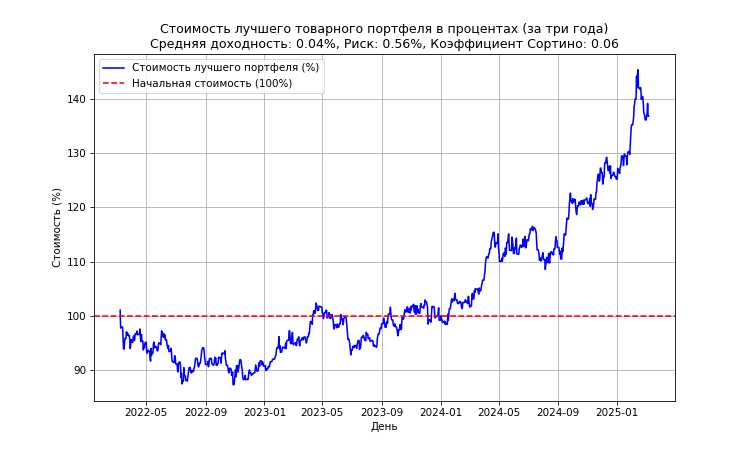 Стоимость лучшего товарного портфеля в процентах (за три года)
Средняя доходность: 0.04%, Риск: 0.56%, Коэффициент Сортино: 0.06
Стоимость лучшего портфеля (%)
Начальная стоимость (100%)
Стоимость (%)
140
130
120
110
100
90
2022-05 2022-09 2023-01 2023-05 2023-09 2024-01 2024-05 2024-09 2025-01
День